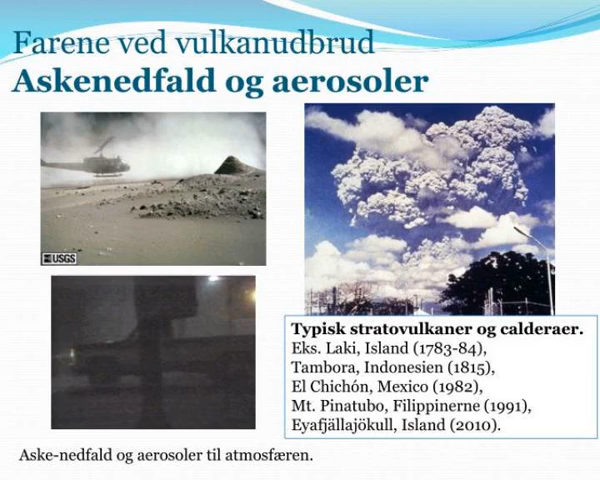 Farene ved vulkanudbrud
Askenedfald og aerosoler
USGS
Typisk stratovulkaner og calderaer.
Eks. Laki, Island (1783-84),
Tambora, Indonesien (1815),
El Chichón, Mexico (1982),
Mt. Pinatubo, Filippinerne (1991),
Eyafjällajökull, Island (2010).
Aske-nedfald og aerosoler til atmosfæren.